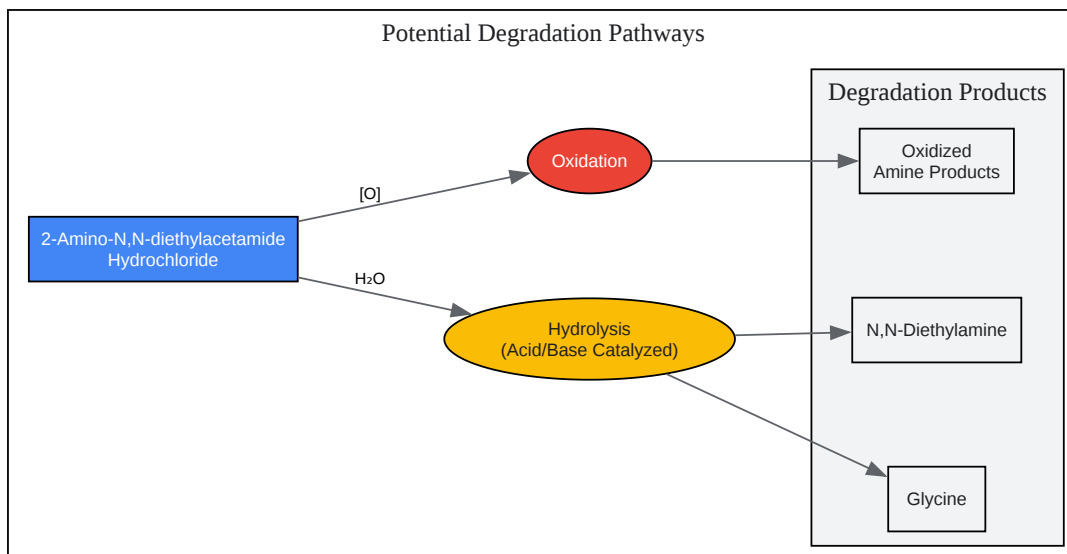 Potential Degradation Pathways
Degradation Products
Oxidation
Oxidized
Amine Products
[O]
2-Amino-N,N-diethylacetamide
Hydrochloride
H₂O
Hydrolysis
(Acid/Base Catalyzed)
N,N-Diethylamine
Glycine